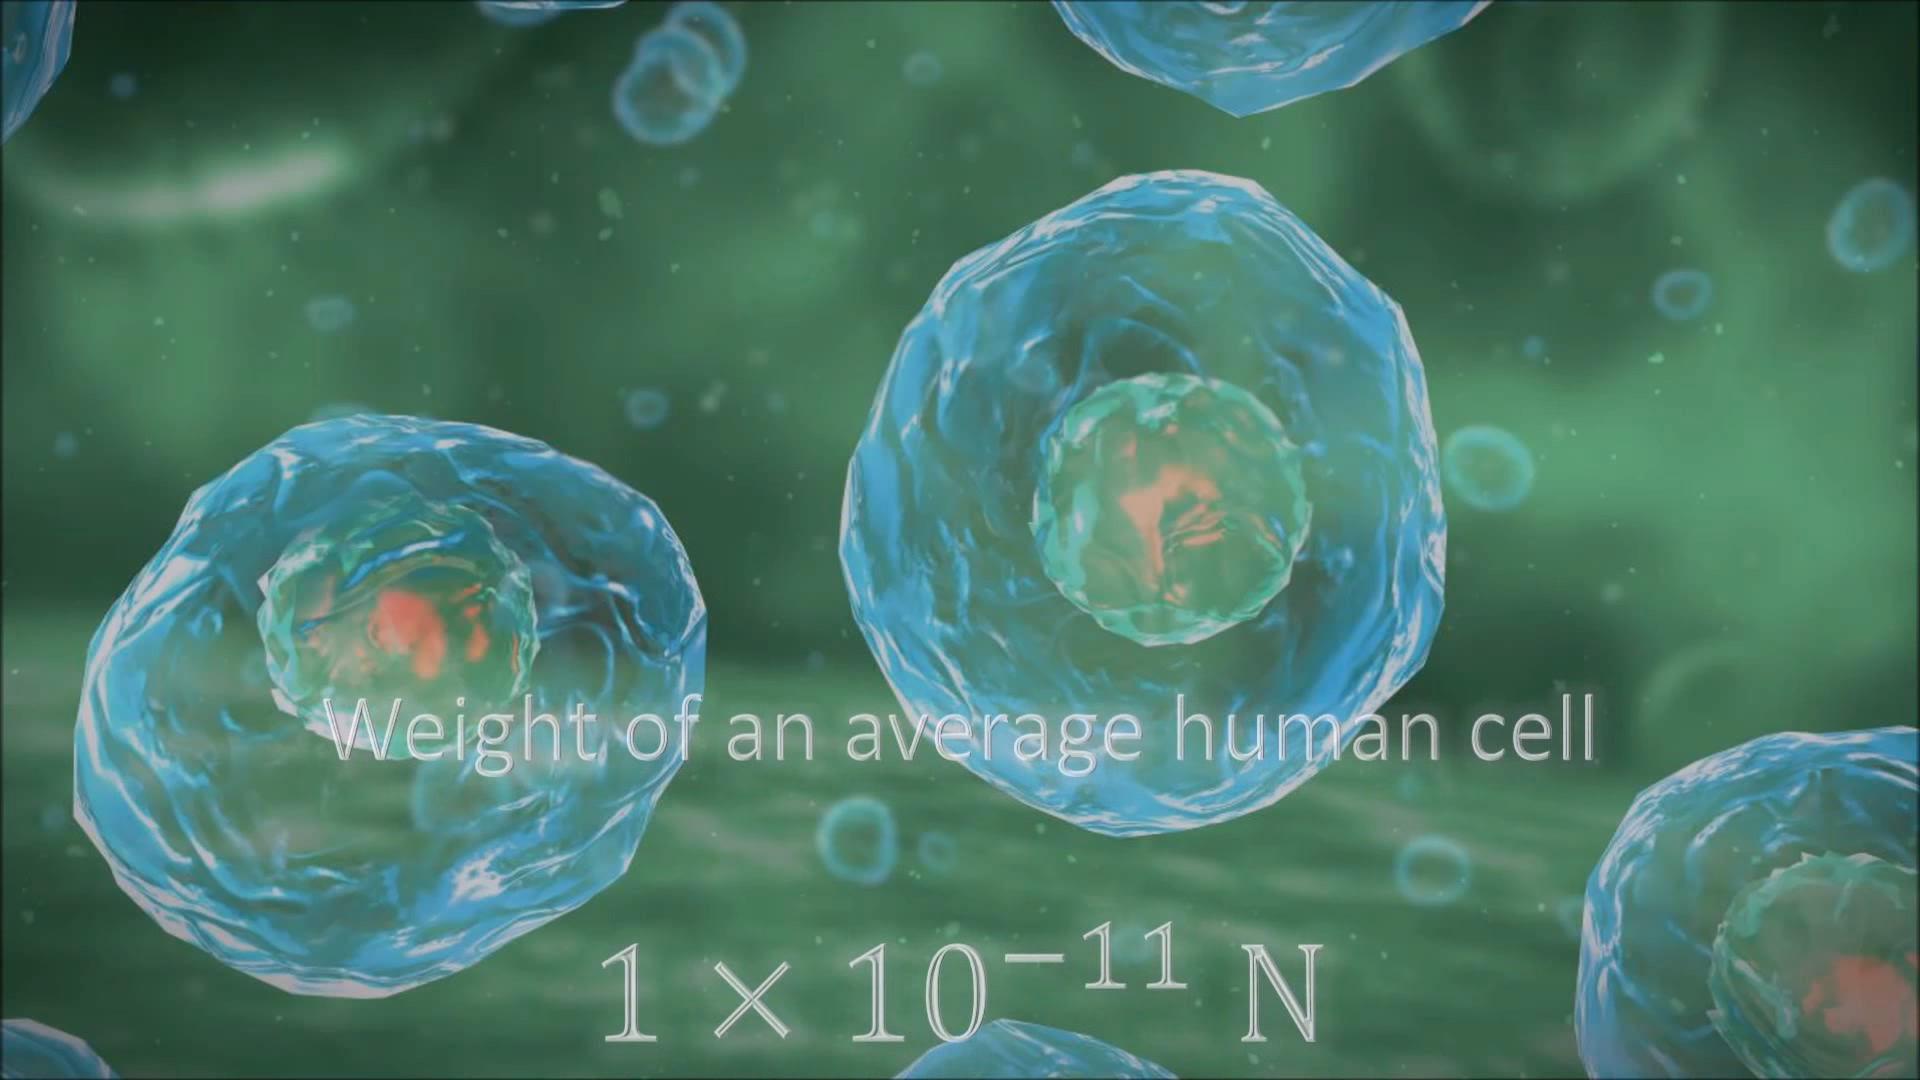 Weight of an average human cell
1 × 10⁻¹¹ N